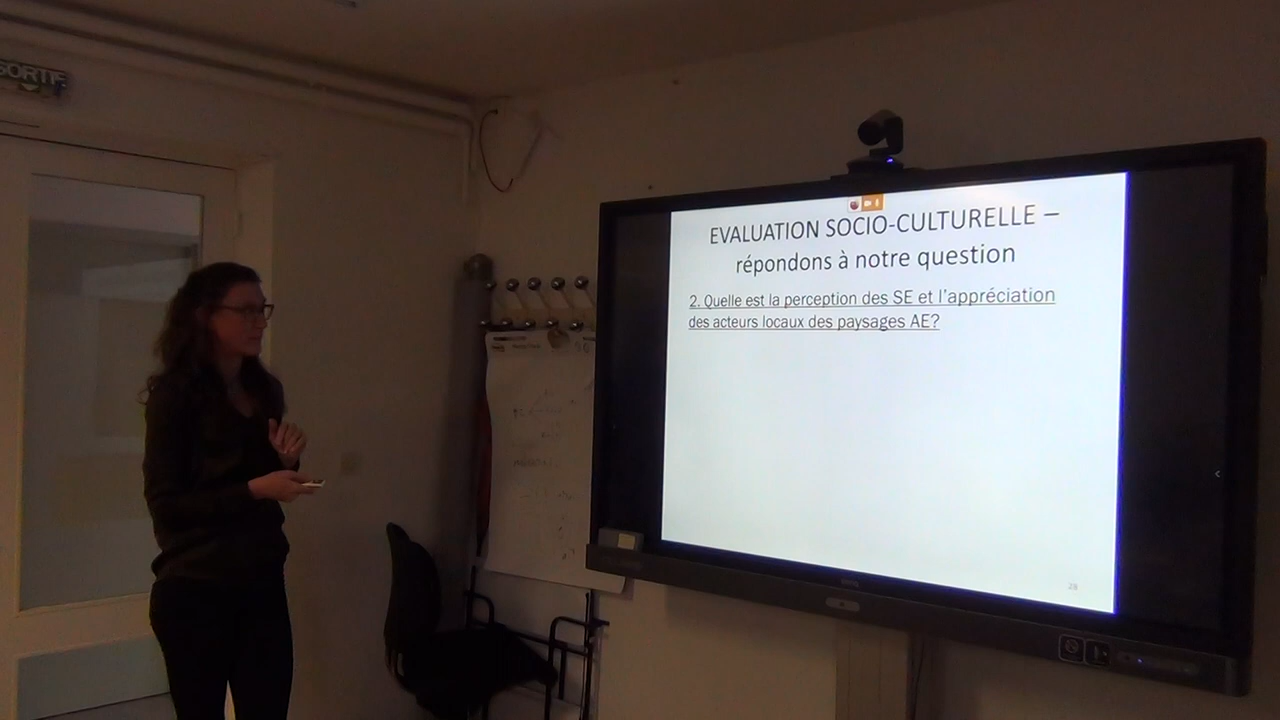 SORTIE
EVALUATION SOCIO-CULTURELLE –
répondons à notre question
2. Quelle est la perception des SE et l'appréciation
des acteurs locaux des paysages AE?
28